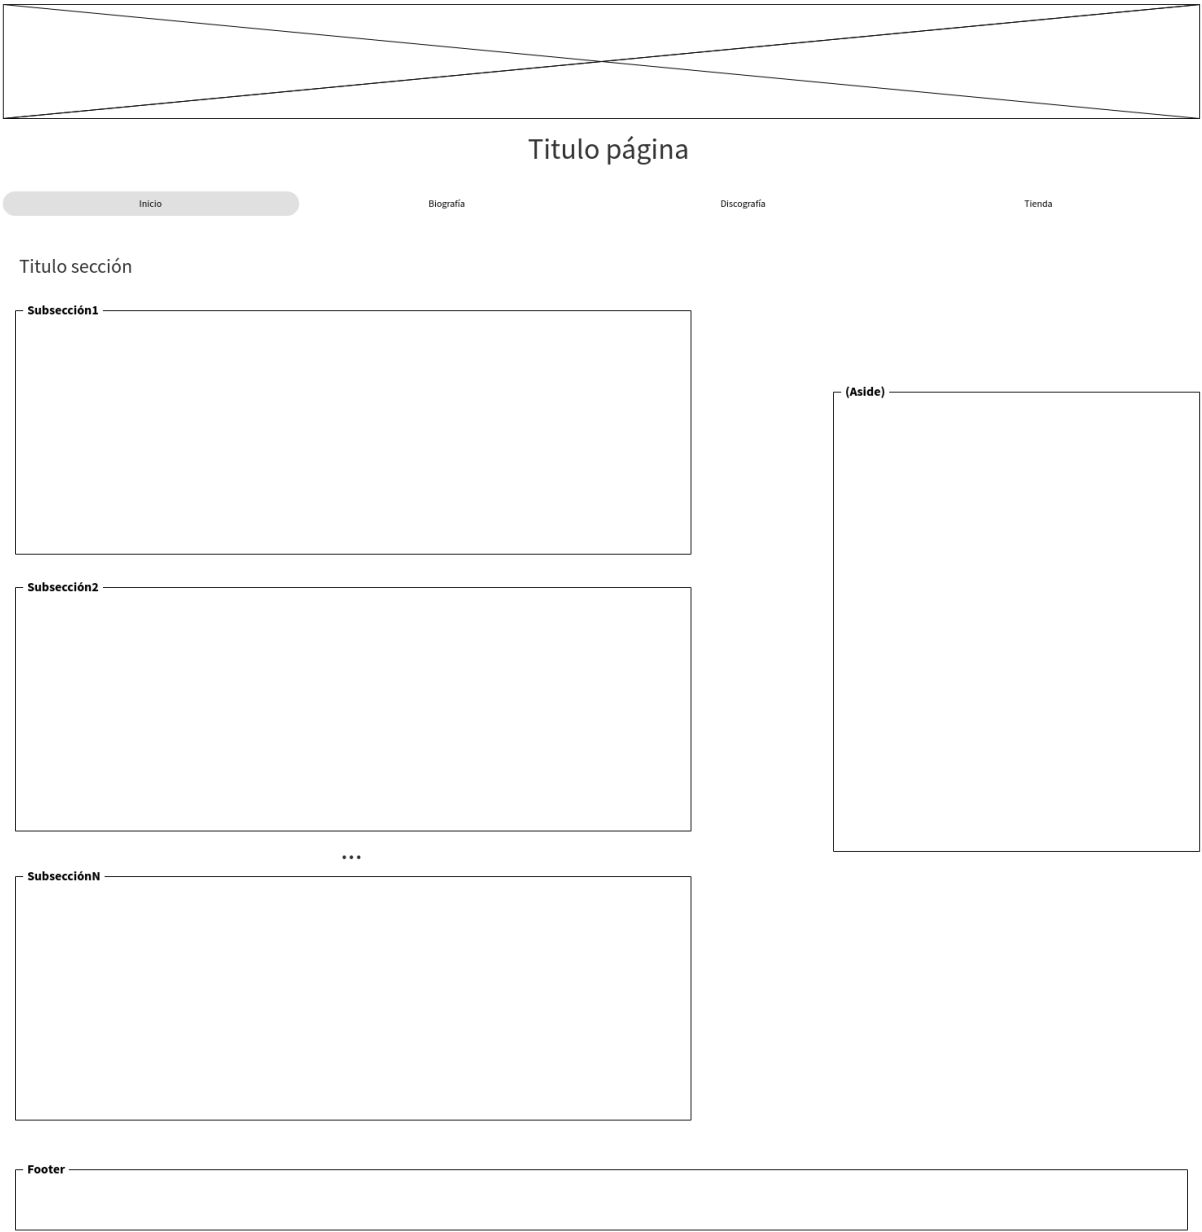 Titulo página
Inicio
Biografía
Discografía
Tienda
Titulo sección
Subsección1
(Aside)
Subsección2
...
SubsecciónN
Footer